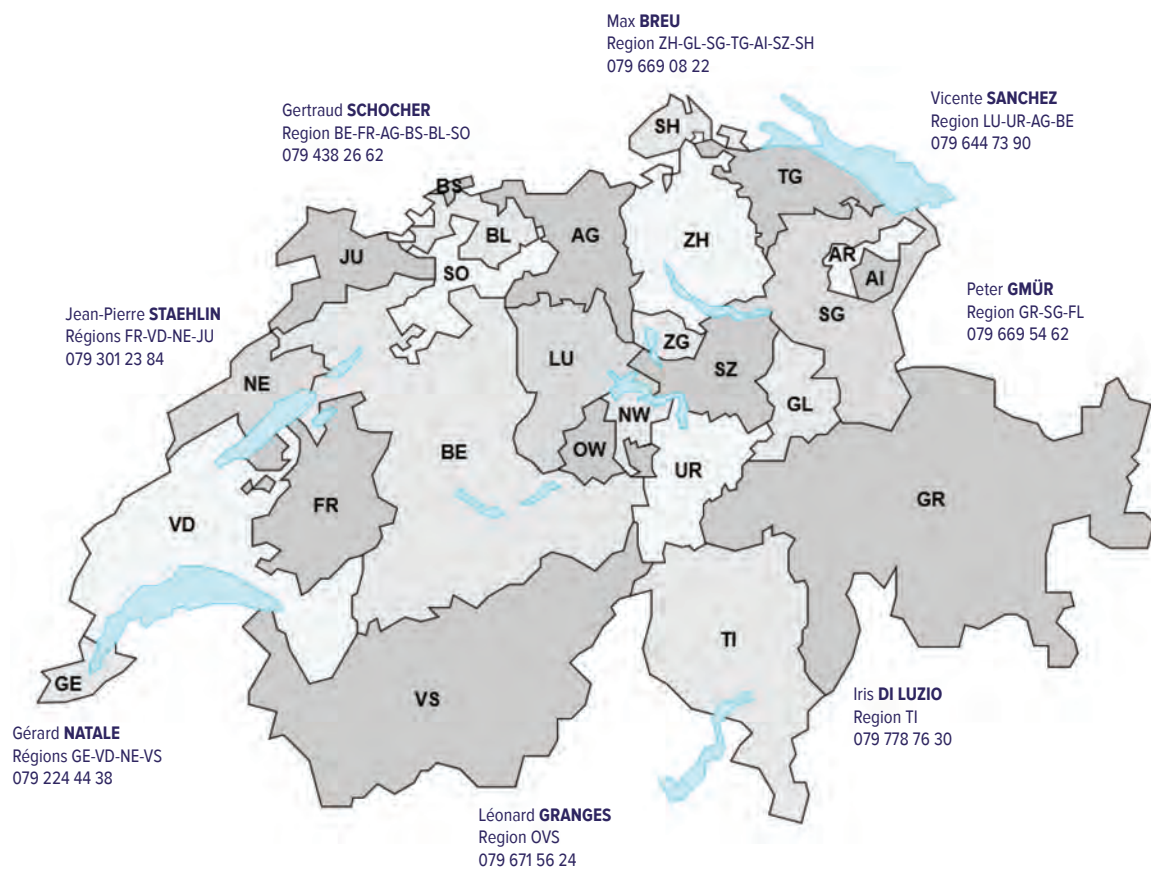 Max BREU
Region ZH-GL-SG-TG-AI-SZ-SH
079 669 08 22
Gertraud SCHOCHER
Region BE-FR-AG-BS-BL-SO
079 438 26 62
Vicente SANCHEZ
Region LU-UR-AG-BE
079 644 73 90
Jean-Pierre STAEHLIN
Régions FR-VD-NE-JU
079 301 23 84
Peter GMÜR
Region GR-SG-FL
079 669 54 62
SH
BS
TG
BL
AG
ZH
JU
SO
AR
AI
SG
ZG
LU
SZ
NE
GL
NW
BE
OW
UR
FR
GR
VD
TI
GE
VS
Iris DI LUZIO
Region TI
079 778 76 30
Gérard NATALE
Régions GE-VD-NE-VS
079 224 44 38
Léonard GRANGES
Region OVS
079 671 56 24